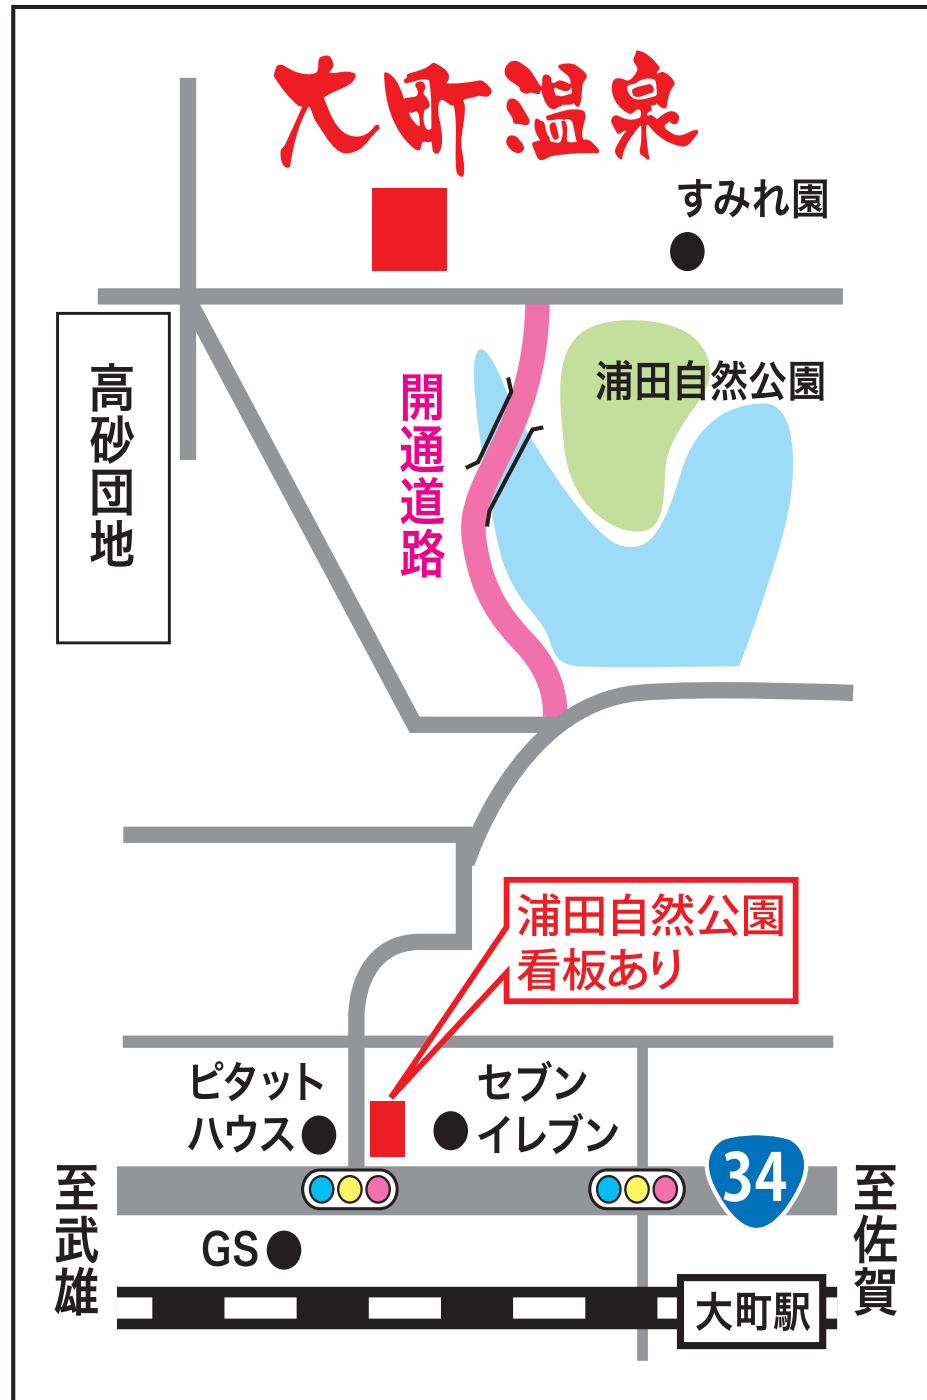 大町温泉
すみれ園
浦田自然公園
高砂団地
開通道路
浦田自然公園
看板あり
ピタット
ハウス
セブン
イレブン
34
至武雄
至佐賀
GS
大町駅